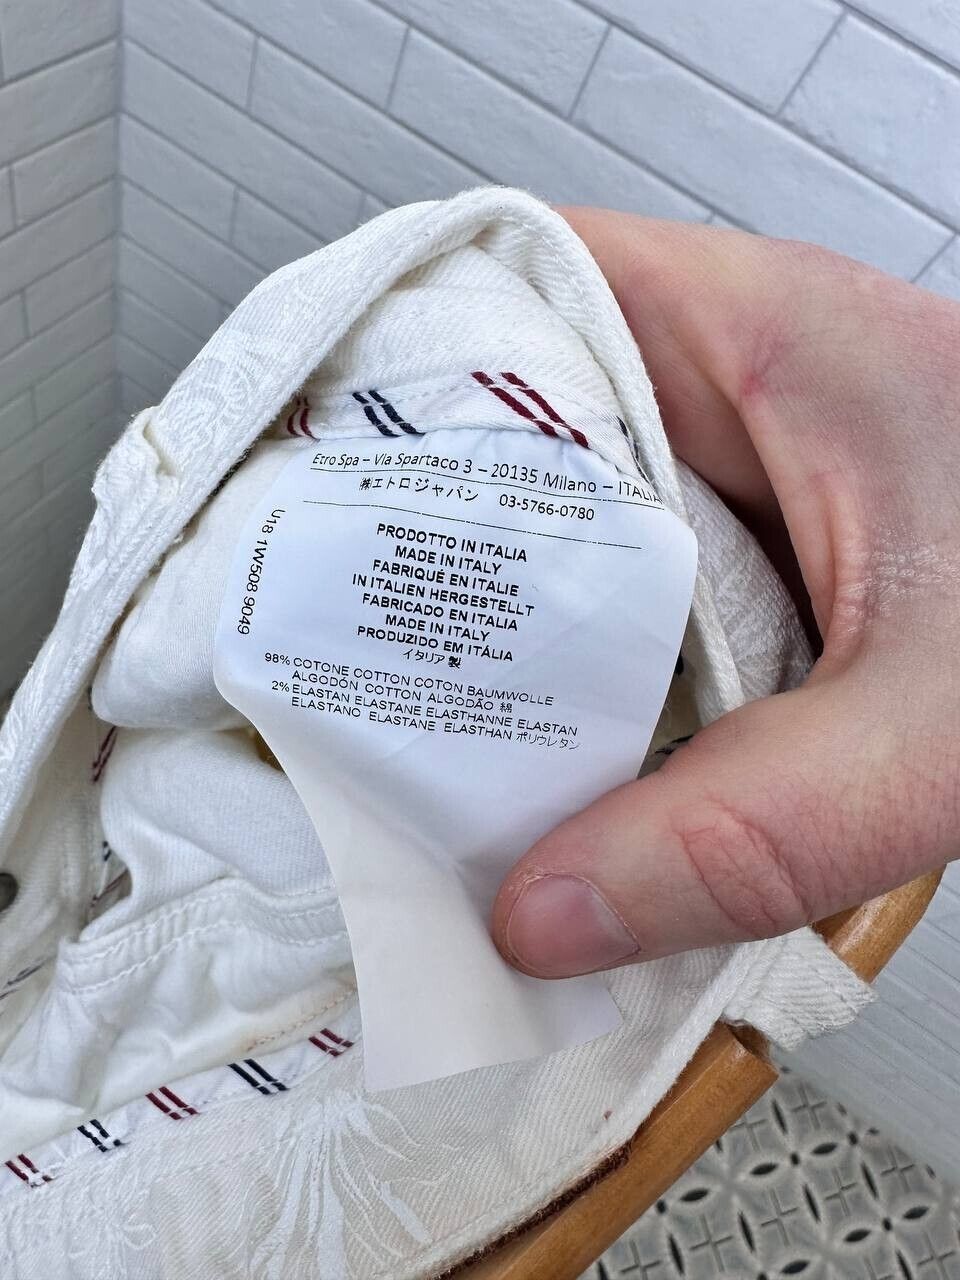 Etro Spa – Via Spartaco 3 – 20135 Milano – ITALIA
㈱エトロジャパン 03-5766-0780
U18 1W508 9049
PRODOTTO IN ITALIA
MADE IN ITALY
FABRIQUÉ EN ITALIE
IN ITALIEN HERGESTELLT
FABRICADO EN ITALIA
MADE IN ITALY
PRODUZIDO EM ITÁLIA
イタリア製
98% COTONE COTTON COTON BAUMWOLLE
ALGODÓN COTTON ALGODÃO 綿
2% ELASTAN ELASTANE ELASTHANNE ELASTAN
ELASTANO ELASTANE ELASTHAN ポリウレタン